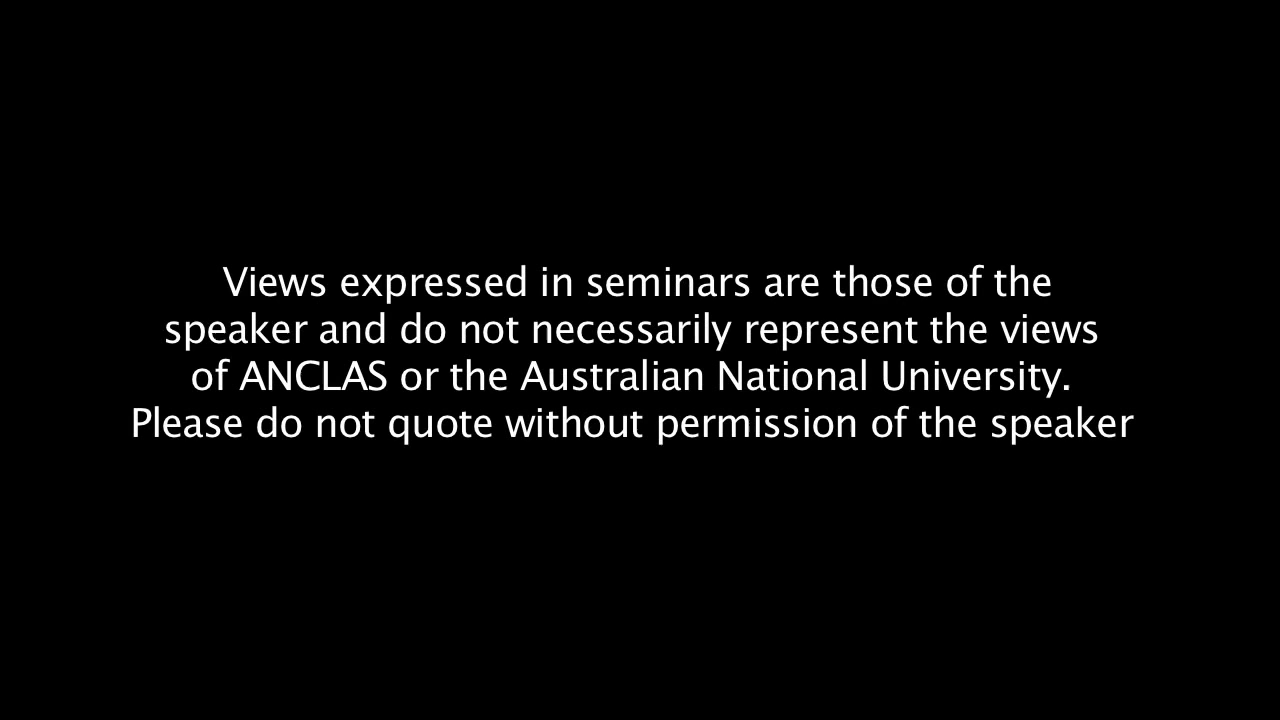 Views expressed in seminars are those of the
speaker and do not necessarily represent the views
of ANCLAS or the Australian National University.
Please do not quote without permission of the speaker